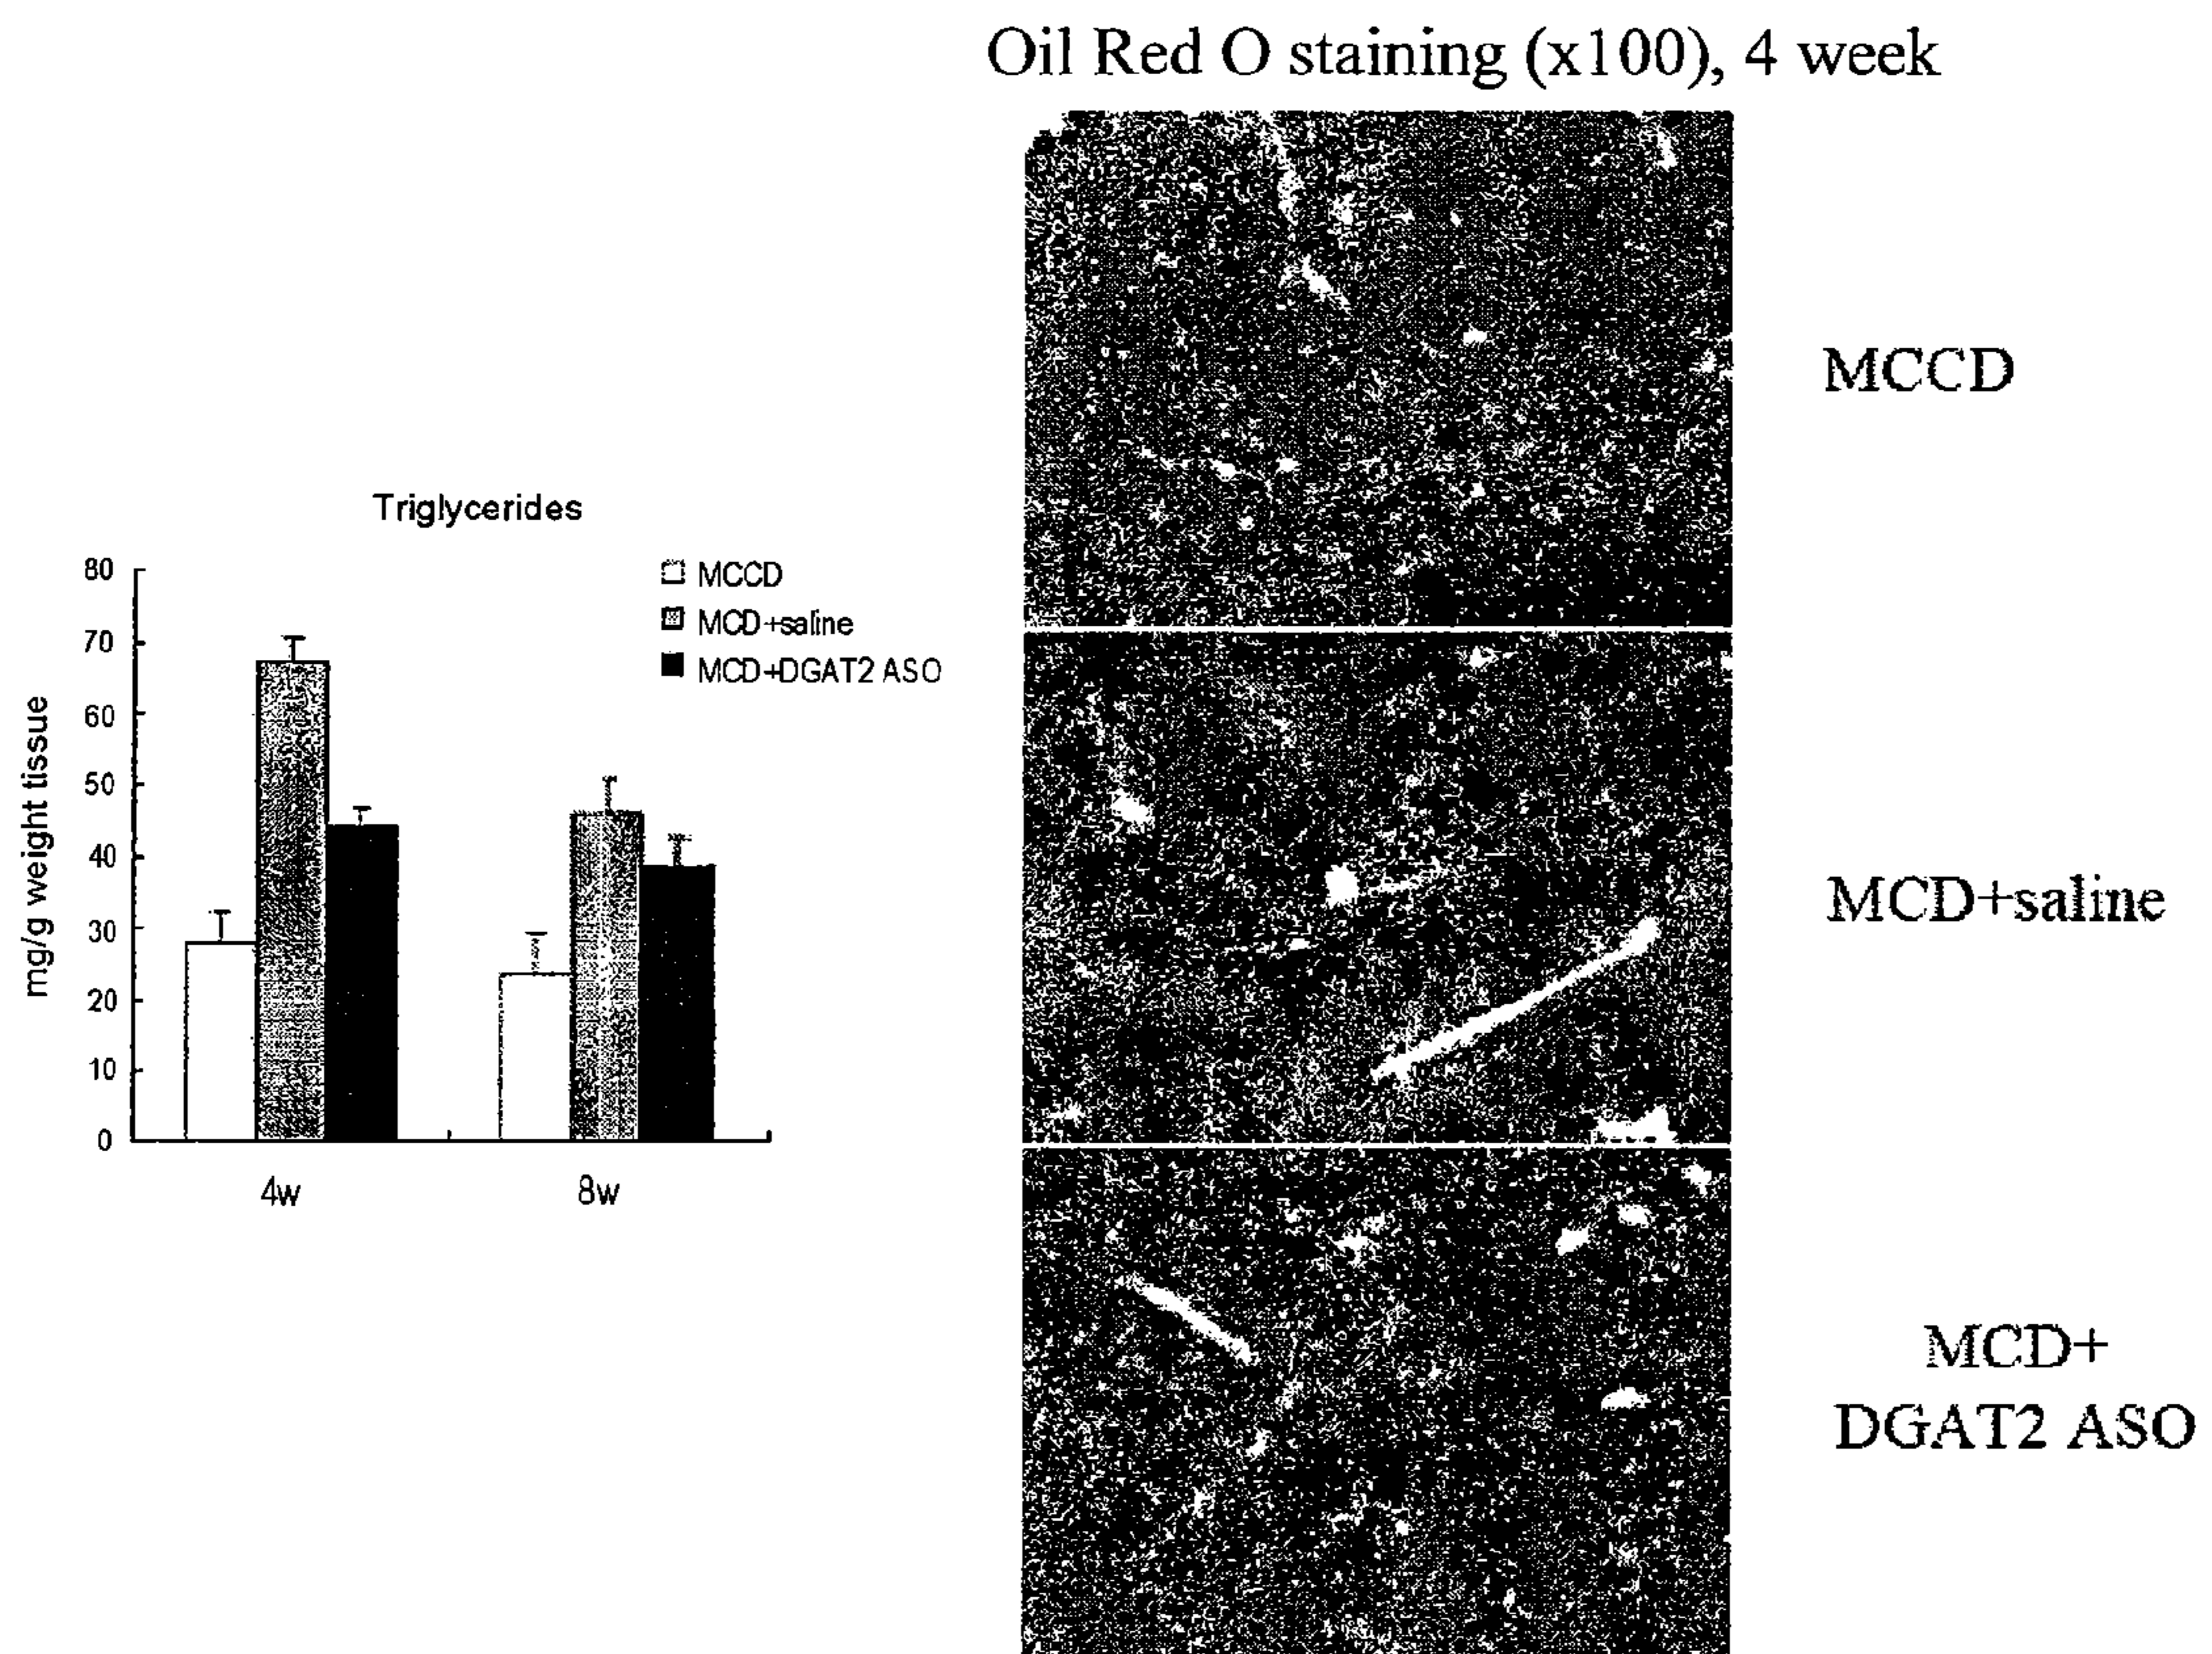 Oil Red O staining (x100), 4 week
MCCD
MCD+saline
MCD+
DGAT2 ASO
Triglycerides
MCCD
MCD+saline
MCD+DGAT2 ASO
mg/g weight tissue
80
70
60
50
40
30
20
10
0
4w
8w